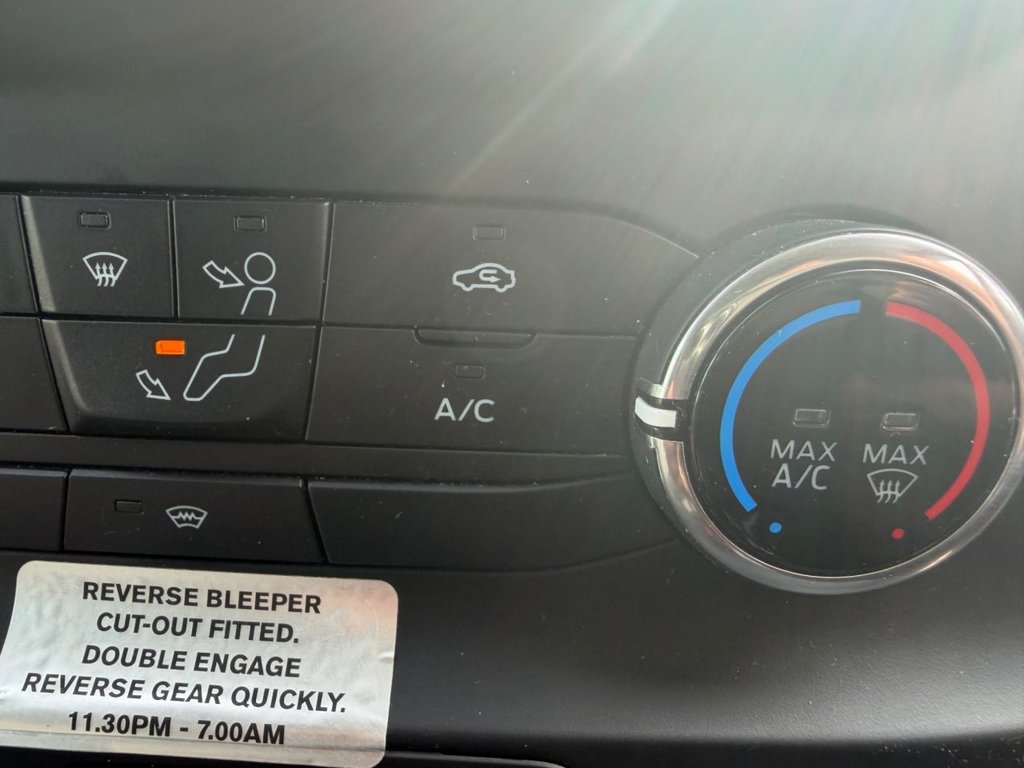 A/C
MAX
A/C
MAX
REVERSE BLEEPER
CUT-OUT FITTED.
DOUBLE ENGAGE
REVERSE GEAR QUICKLY.
11.30PM - 7.00AM